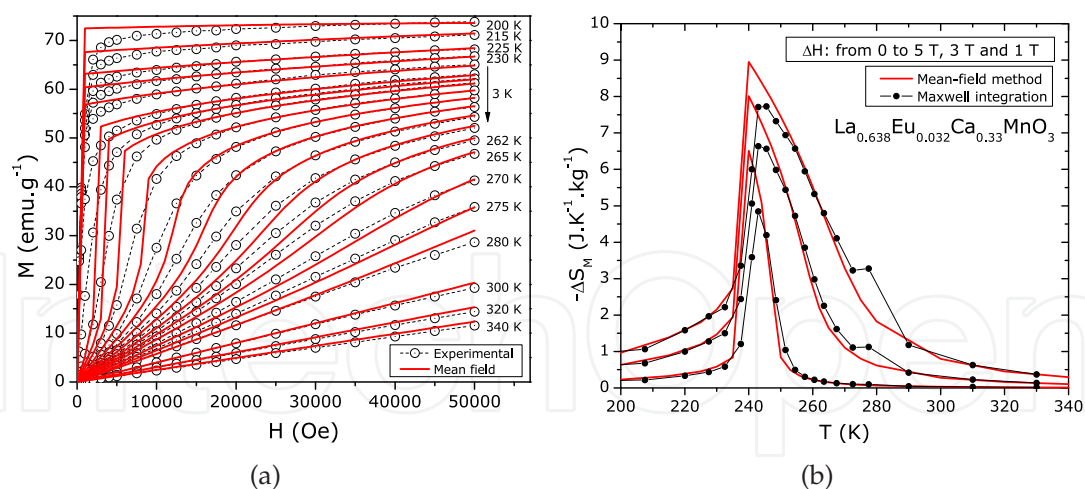 M (emu.g⁻¹)
70
60
50
40
30
20
10
0
0 10000 20000 30000 40000 50000
H (Oe)
200 K
215 K
225 K
230 K
3 K
262 K
265 K
270 K
275 K
280 K
300 K
320 K
340 K
Experimental
Mean field
(a)
-ΔS_M (J.K⁻¹.kg⁻¹)
10
9
8
7
6
5
4
3
2
1
0
200 220 240 260 280 300 320 340
T (K)
ΔH: from 0 to 5 T, 3 T and 1 T
Mean-field method
Maxwell integration
La₀.₆₃₈Eu₀.₀₃₂Ca₀.₃₃MnO₃
(b)